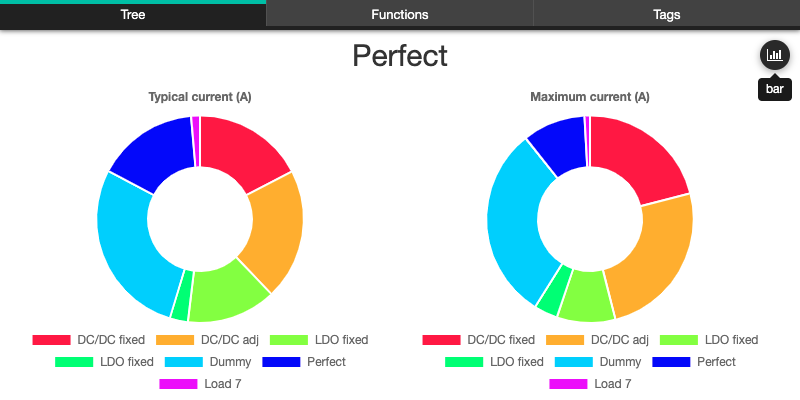 Tree Functions Tags
Perfect
bar
Typical current (A)
DC/DC fixed DC/DC adj LDO fixed
LDO fixed Dummy Perfect
Load 7
Maximum current (A)
DC/DC fixed DC/DC adj LDO fixed
LDO fixed Dummy Perfect
Load 7